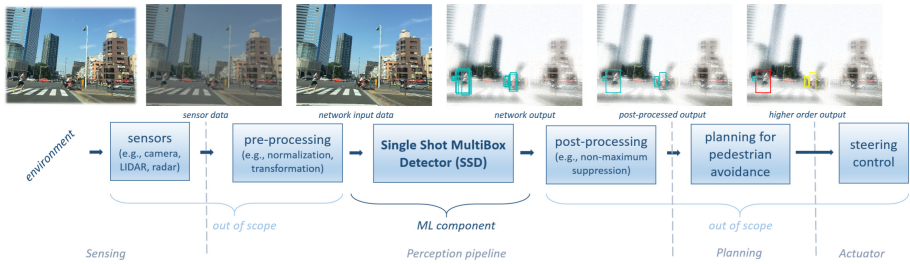 sensor data
network input data
network output
post-processed output
higher order output
environment
sensors
(e.g., camera,
LIDAR, radar)
pre-processing
(e.g., normalization,
transformation)
Single Shot MultiBox
Detector (SSD)
post-processing
(e.g., non-maximum
suppression)
planning for
pedestrian
avoidance
steering
control
out of scope
ML component
out of scope
Sensing
Perception pipeline
Planning
Actuator